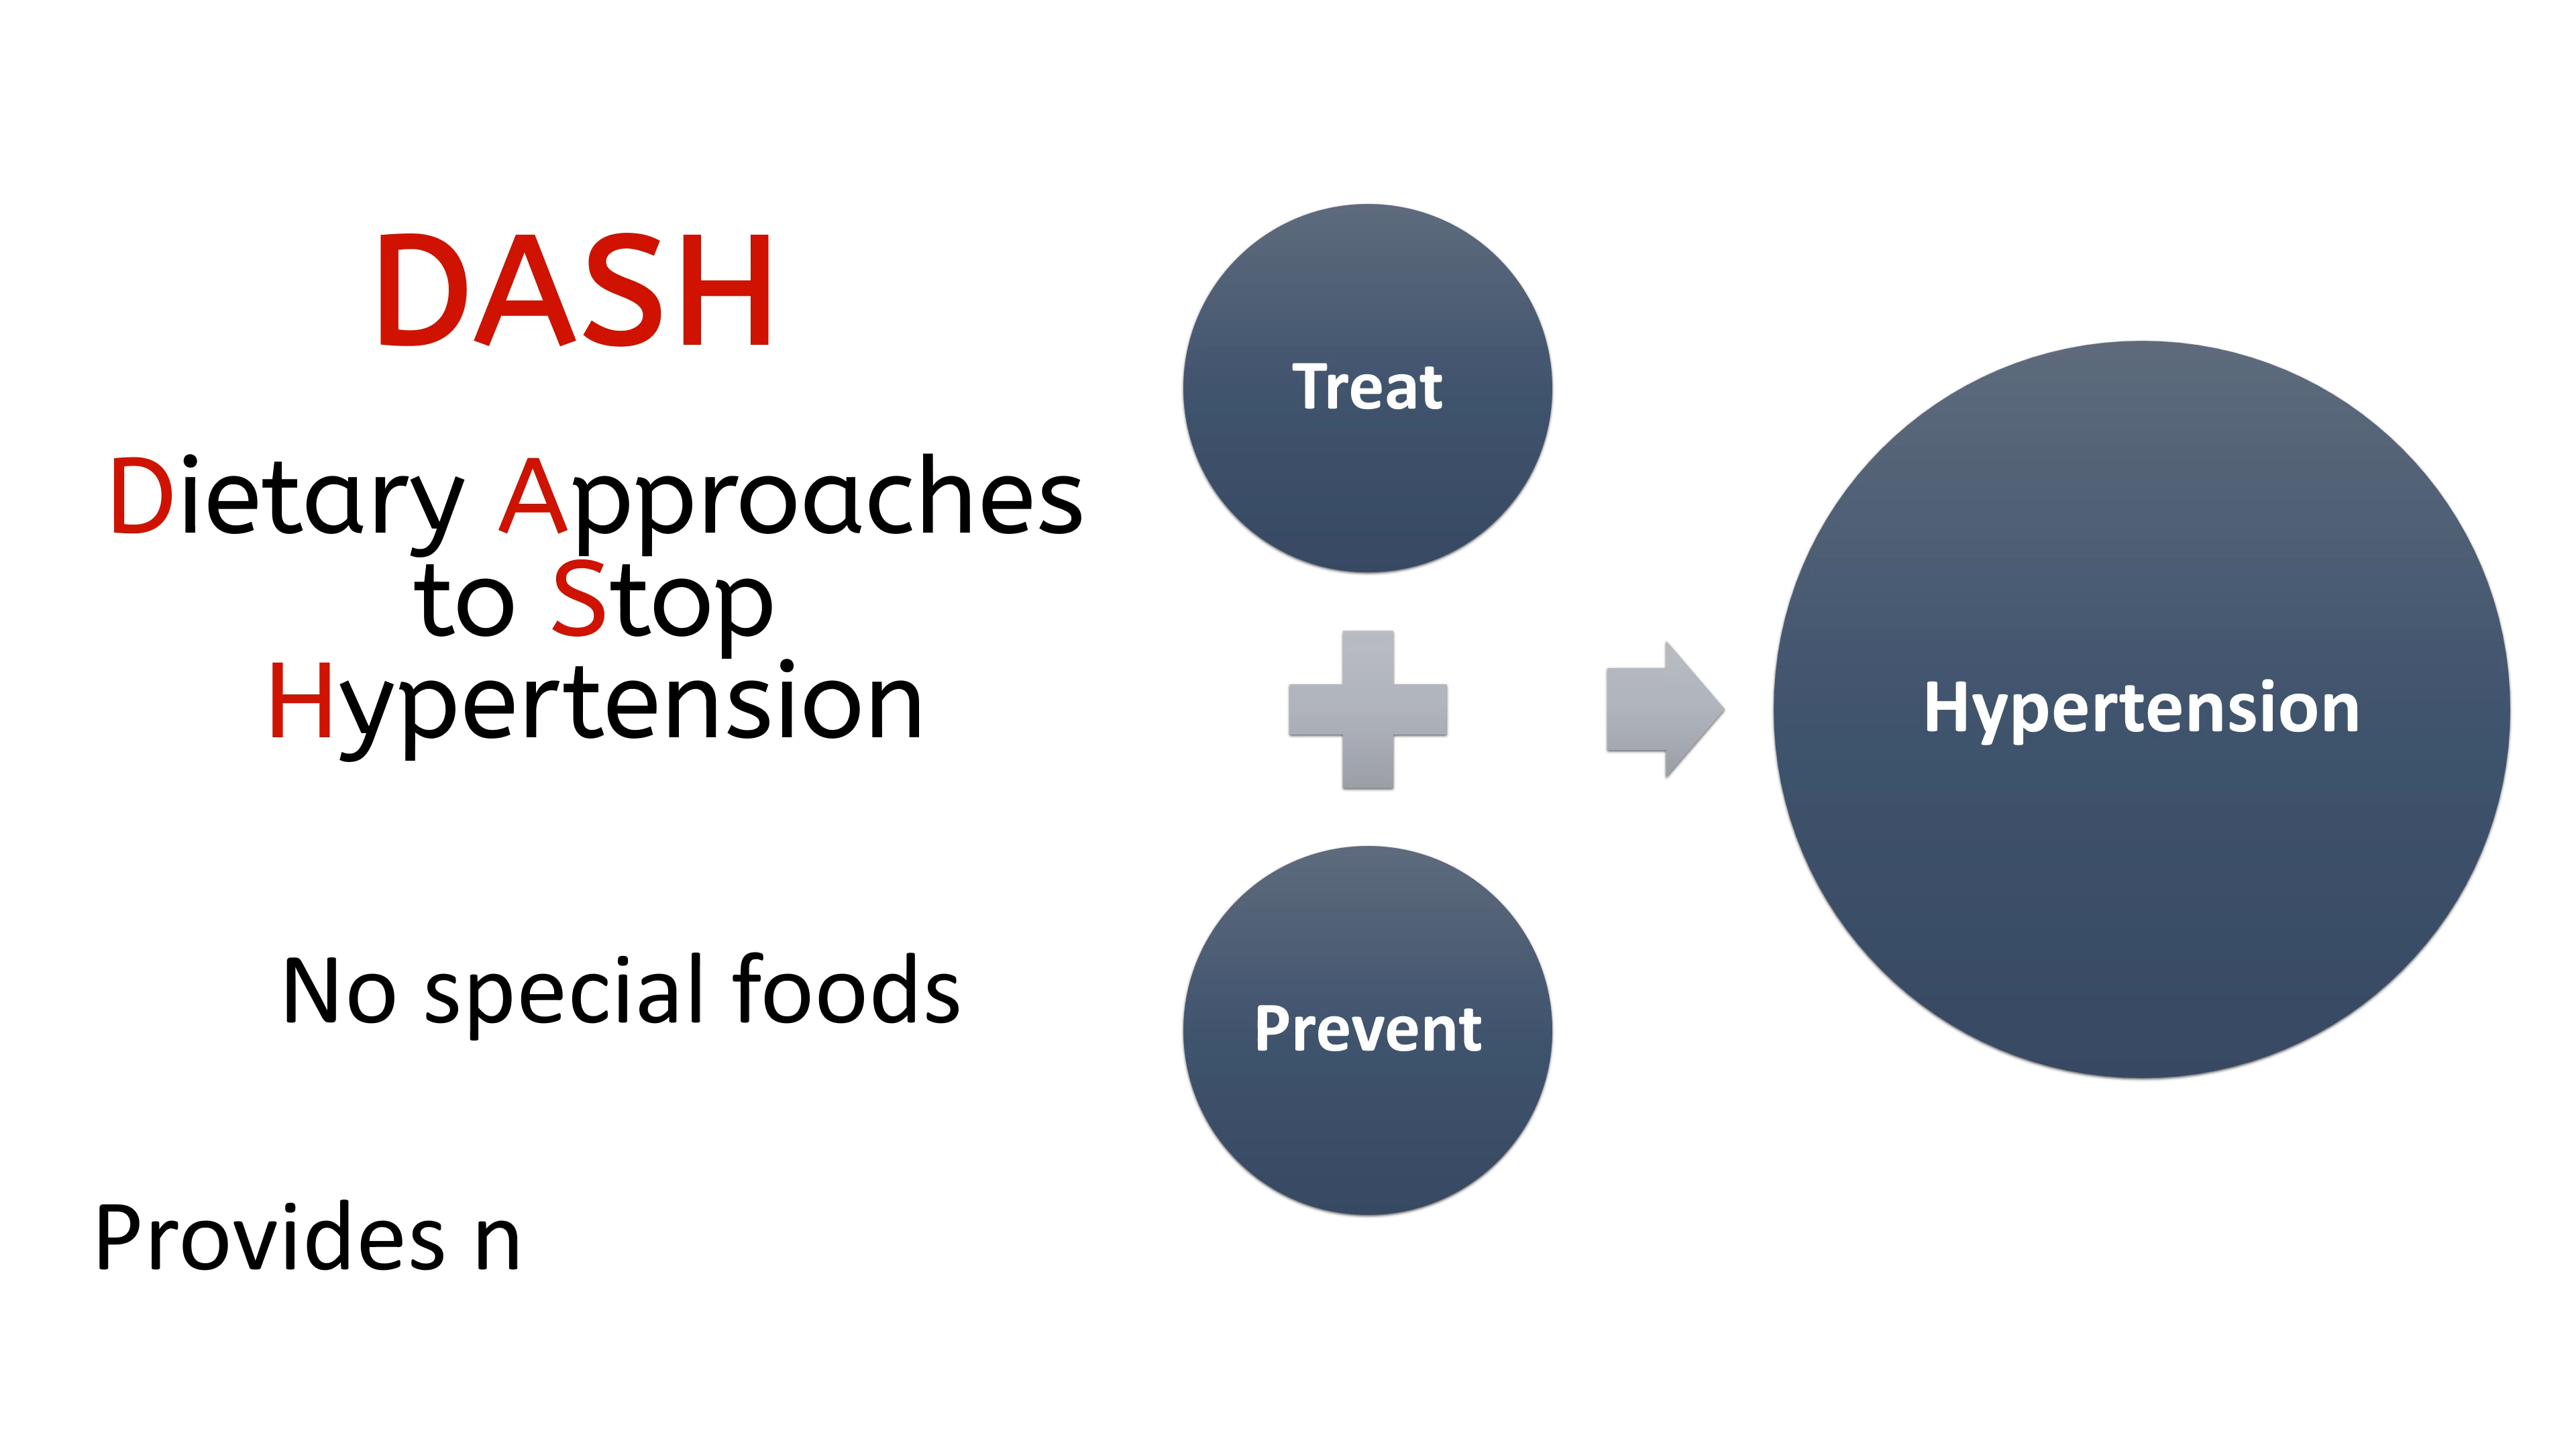 DASH
Dietary Approaches
to Stop
Hypertension
No special foods
Provides n
Treat
Prevent
Hypertension